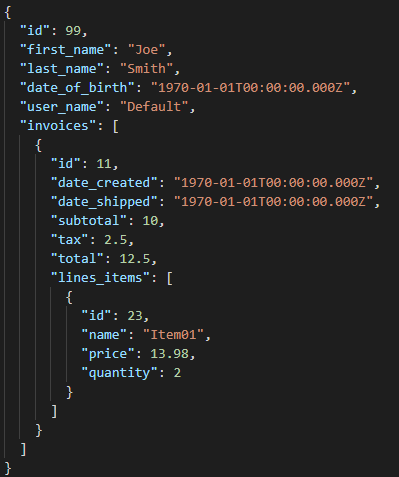 {
  "id": 99,
  "first_name": "Joe",
  "last_name": "Smith",
  "date_of_birth": "1970-01-01T00:00:00.000Z",
  "user_name": "Default",
  "invoices": [
    {
      "id": 11,
      "date_created": "1970-01-01T00:00:00.000Z",
      "date_shipped": "1970-01-01T00:00:00.000Z",
      "subtotal": 10,
      "tax": 2.5,
      "total": 12.5,
      "lines_items": [
        {
          "id": 23,
          "name": "Item01",
          "price": 13.98,
          "quantity": 2
        }
      ]
    }
  ]
}